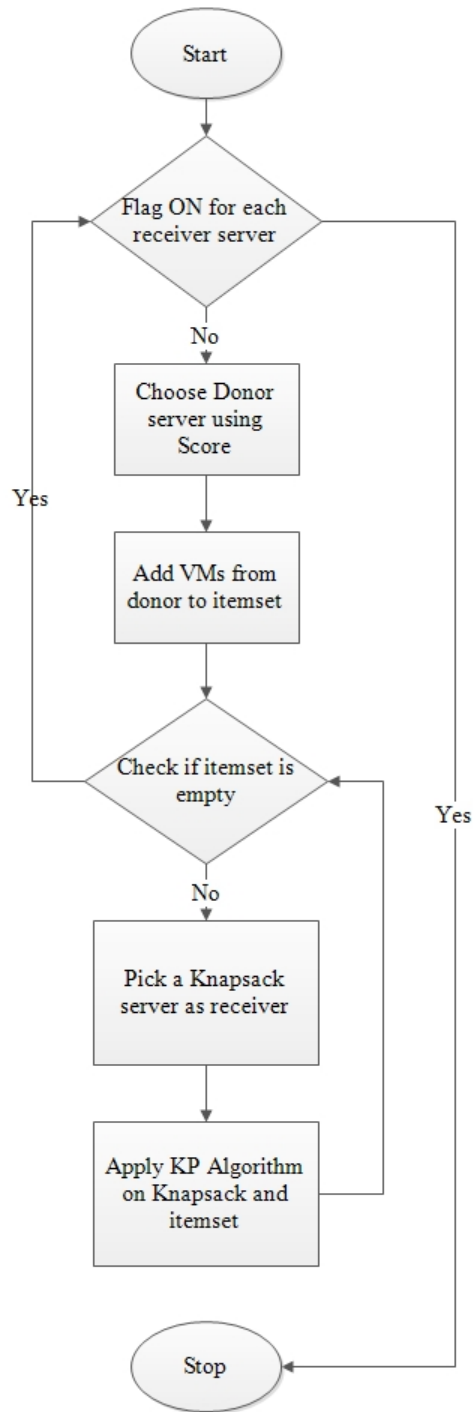 Start
Flag ON for each
receiver server
No
Choose Donor
server using
Score
Yes
Add VMs from
donor to itemset
Check if itemset is
empty
Yes
No
Pick a Knapsack
server as receiver
Apply KP Algorithm
on Knapsack and
itemset
Stop